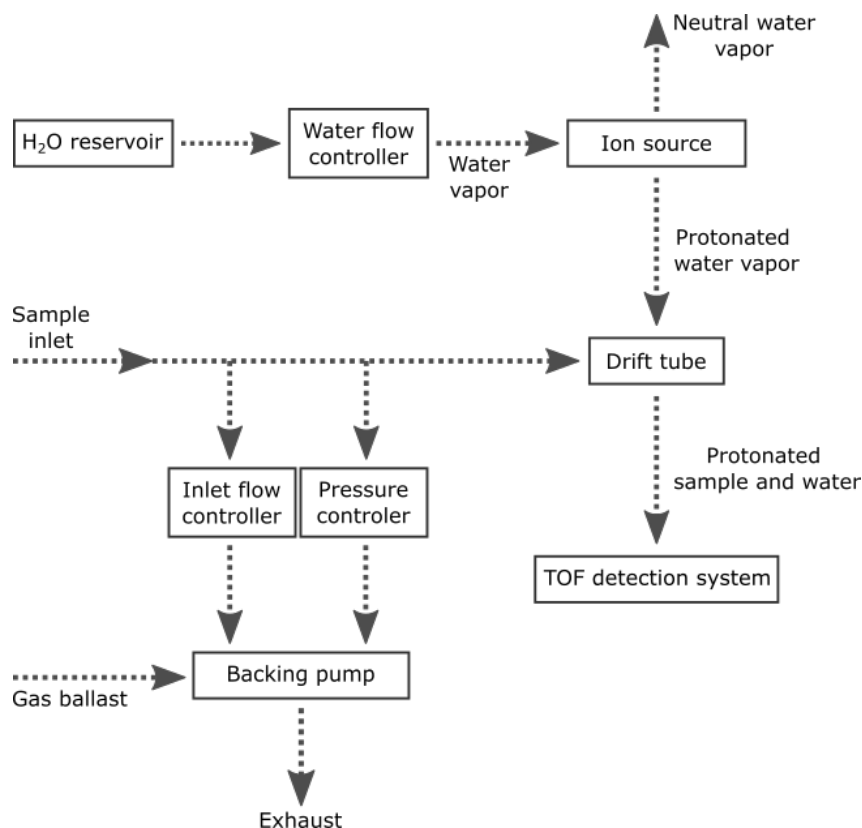 Neutral water
vapor
H₂O reservoir
Water flow
controller
Water
vapor
Ion source
Protonated
water vapor
Sample
inlet
Drift tube
Inlet flow
controller
Pressure
controler
Protonated
sample and water
TOF detection system
Backing pump
Gas ballast
Exhaust